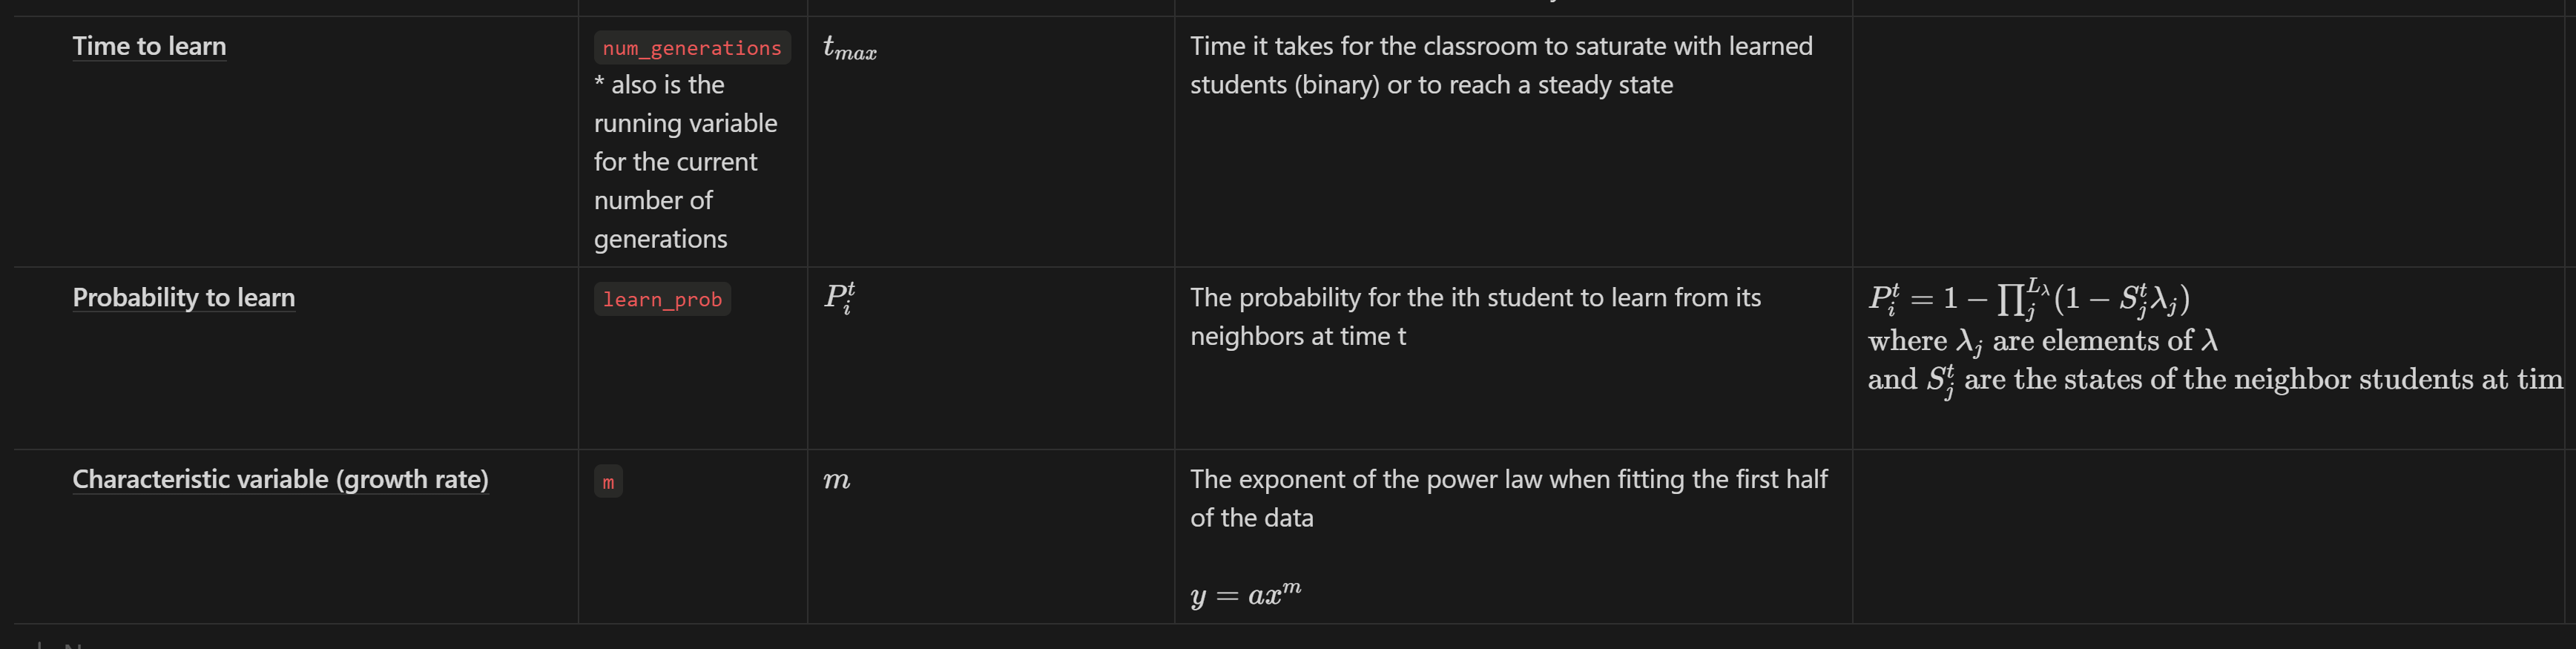 Time to learn
num_generations
* also is the
running variable
for the current
number of
generations
t_{max}
Time it takes for the classroom to saturate with learned
students (binary) or to reach a steady state
Probability to learn
learn_prob
P_i^t
The probability for the ith student to learn from its
neighbors at time t
P_i^t = 1 − ∏_j^{L_λ}(1 − S_j^t λ_j)
where λ_j are elements of λ
and S_j^t are the states of the neighbor students at tim
Characteristic variable (growth rate)
m
m
The exponent of the power law when fitting the first half
of the data
y = ax^m